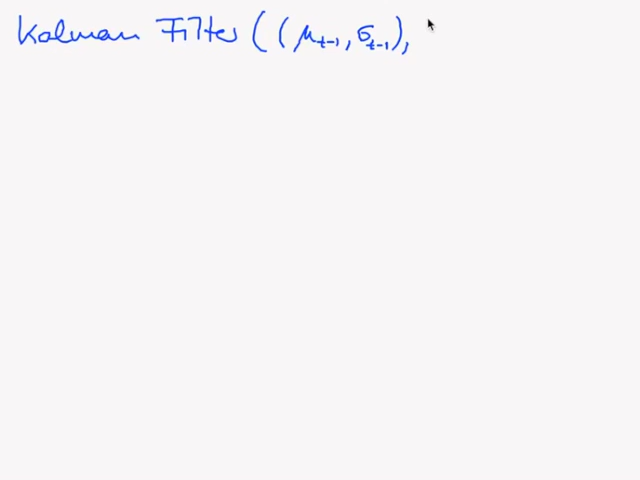 Kalman Filter ((μₜ₋₁, σₜ₋₁),